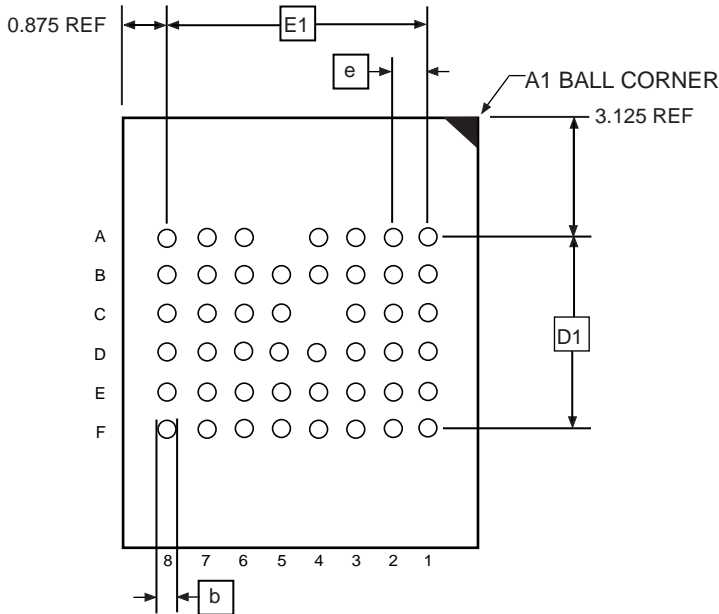 0.875 REF
E1
e
A1 BALL CORNER
3.125 REF
A
B
C
D
E
F
D1
8 7 6 5 4 3 2 1
b